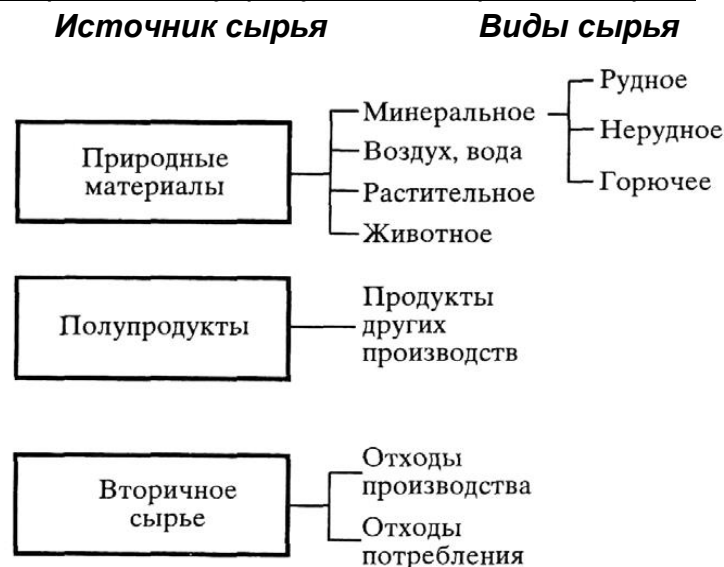 Источник сырья
Виды сырья
Природные
материалы
Минеральное
Воздух, вода
Растительное
Животное
Рудное
Нерудное
Горючее
Полупродукты
Продукты
других
производств
Вторичное
сырье
Отходы
производства
Отходы
потребления